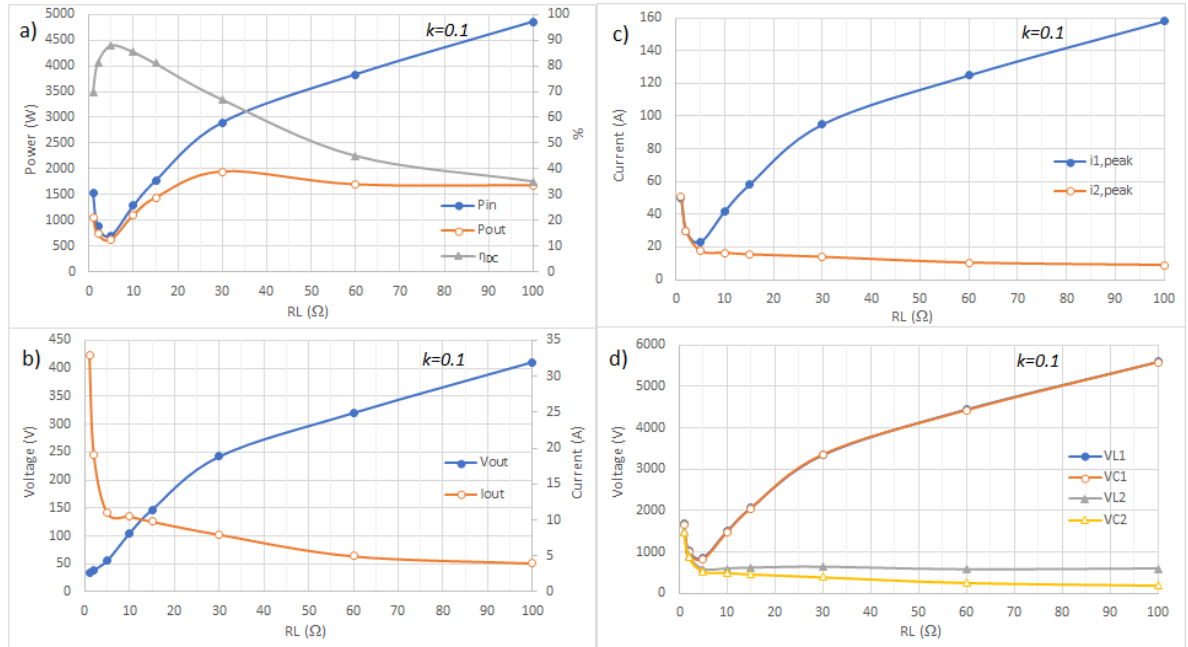 a)
k=0.1
5000
4500
4000
3500
3000
2500
2000
1500
1000
500
0
Power (W)
100
90
80
70
60
50
40
30
20
10
0
%
0 10 20 30 40 50 60 70 80 90 100
RL (Ω)
Pin
Pout
ηDC
c)
k=0.1
160
140
120
100
80
60
40
20
0
Current (A)
0 10 20 30 40 50 60 70 80 90 100
RL (Ω)
i1,peak
i2,peak
b)
k=0.1
450
400
350
300
250
200
150
100
50
0
Voltage (V)
35
30
25
20
15
10
5
0
Current (A)
0 10 20 30 40 50 60 70 80 90 100
RL (Ω)
Vout
Iout
d)
k=0.1
6000
5000
4000
3000
2000
1000
0
Voltage (V)
0 10 20 30 40 50 60 70 80 90 100
RL (Ω)
VL1
VC1
VL2
VC2